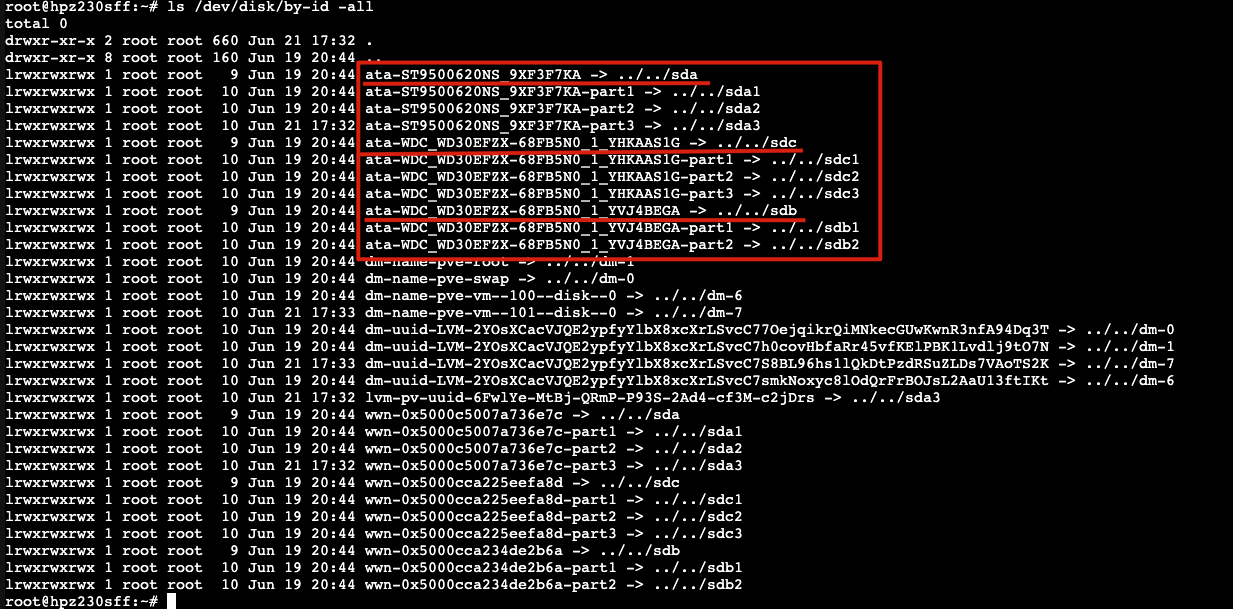 root@hpz230sff:~# ls /dev/disk/by-id -all
total 0
drwxr-xr-x 2 root root 660 Jun 21 17:32 .
drwxr-xr-x 8 root root 160 Jun 19 20:44 ..
lrwxrwxrwx 1 root root   9 Jun 19 20:44 ata-ST9500620NS_9XF3F7KA -> ../../sda
lrwxrwxrwx 1 root root  10 Jun 19 20:44 ata-ST9500620NS_9XF3F7KA-part1 -> ../../sda1
lrwxrwxrwx 1 root root  10 Jun 19 20:44 ata-ST9500620NS_9XF3F7KA-part2 -> ../../sda2
lrwxrwxrwx 1 root root  10 Jun 21 17:32 ata-ST9500620NS_9XF3F7KA-part3 -> ../../sda3
lrwxrwxrwx 1 root root   9 Jun 19 20:44 ata-WDC_WD30EFZX-68FB5N0_1_YHKAAS1G -> ../../sdc
lrwxrwxrwx 1 root root  10 Jun 19 20:44 ata-WDC_WD30EFZX-68FB5N0_1_YHKAAS1G-part1 -> ../../sdc1
lrwxrwxrwx 1 root root  10 Jun 19 20:44 ata-WDC_WD30EFZX-68FB5N0_1_YHKAAS1G-part2 -> ../../sdc2
lrwxrwxrwx 1 root root  10 Jun 19 20:44 ata-WDC_WD30EFZX-68FB5N0_1_YHKAAS1G-part3 -> ../../sdc3
lrwxrwxrwx 1 root root   9 Jun 19 20:44 ata-WDC_WD30EFZX-68FB5N0_1_YVJ4BEGA -> ../../sdb
lrwxrwxrwx 1 root root  10 Jun 19 20:44 ata-WDC_WD30EFZX-68FB5N0_1_YVJ4BEGA-part1 -> ../../sdb1
lrwxrwxrwx 1 root root  10 Jun 19 20:44 ata-WDC_WD30EFZX-68FB5N0_1_YVJ4BEGA-part2 -> ../../sdb2
lrwxrwxrwx 1 root root  10 Jun 19 20:44 dm-name-pve-root -> ../../dm-1
lrwxrwxrwx 1 root root  10 Jun 19 20:44 dm-name-pve-swap -> ../../dm-0
lrwxrwxrwx 1 root root  10 Jun 19 20:44 dm-name-pve-vm--100--disk--0 -> ../../dm-6
lrwxrwxrwx 1 root root  10 Jun 21 17:33 dm-name-pve-vm--101--disk--0 -> ../../dm-7
lrwxrwxrwx 1 root root  10 Jun 19 20:44 dm-uuid-LVM-2YOsXCacVJQE2ypfyYlbX8xcXrLSvcC77OejqikrQiMNkecGUwKwnR3nfA94Dq3T -> ../../dm-0
lrwxrwxrwx 1 root root  10 Jun 19 20:44 dm-uuid-LVM-2YOsXCacVJQE2ypfyYlbX8xcXrLSvcC7h0covHbfaRr45vfKElPBK1Lvdlj9tO7N -> ../../dm-1
lrwxrwxrwx 1 root root  10 Jun 21 17:33 dm-uuid-LVM-2YOsXCacVJQE2ypfyYlbX8xcXrLSvcC7S8BL96hsllQkDtPzdRSuZLDs7VAoTS2K -> ../../dm-7
lrwxrwxrwx 1 root root  10 Jun 19 20:44 dm-uuid-LVM-2YOsXCacVJQE2ypfyYlbX8xcXrLSvcC7smkNoxyc8lOdQrFrBOJsL2AaU13ftIKt -> ../../dm-6
lrwxrwxrwx 1 root root  10 Jun 21 17:32 lvm-pv-uuid-6FwlYe-MtBj-QRmP-P93S-2Ad4-cf3M-c2jDrs -> ../../sda3
lrwxrwxrwx 1 root root   9 Jun 19 20:44 wwn-0x5000c5007a736e7c -> ../../sda
lrwxrwxrwx 1 root root  10 Jun 19 20:44 wwn-0x5000c5007a736e7c-part1 -> ../../sda1
lrwxrwxrwx 1 root root  10 Jun 19 20:44 wwn-0x5000c5007a736e7c-part2 -> ../../sda2
lrwxrwxrwx 1 root root  10 Jun 21 17:32 wwn-0x5000c5007a736e7c-part3 -> ../../sda3
lrwxrwxrwx 1 root root   9 Jun 19 20:44 wwn-0x5000cca225eefa8d -> ../../sdc
lrwxrwxrwx 1 root root  10 Jun 19 20:44 wwn-0x5000cca225eefa8d-part1 -> ../../sdc1
lrwxrwxrwx 1 root root  10 Jun 19 20:44 wwn-0x5000cca225eefa8d-part2 -> ../../sdc2
lrwxrwxrwx 1 root root  10 Jun 19 20:44 wwn-0x5000cca225eefa8d-part3 -> ../../sdc3
lrwxrwxrwx 1 root root   9 Jun 19 20:44 wwn-0x5000cca234de2b6a -> ../../sdb
lrwxrwxrwx 1 root root  10 Jun 19 20:44 wwn-0x5000cca234de2b6a-part1 -> ../../sdb1
lrwxrwxrwx 1 root root  10 Jun 19 20:44 wwn-0x5000cca234de2b6a-part2 -> ../../sdb2
root@hpz230sff:~#